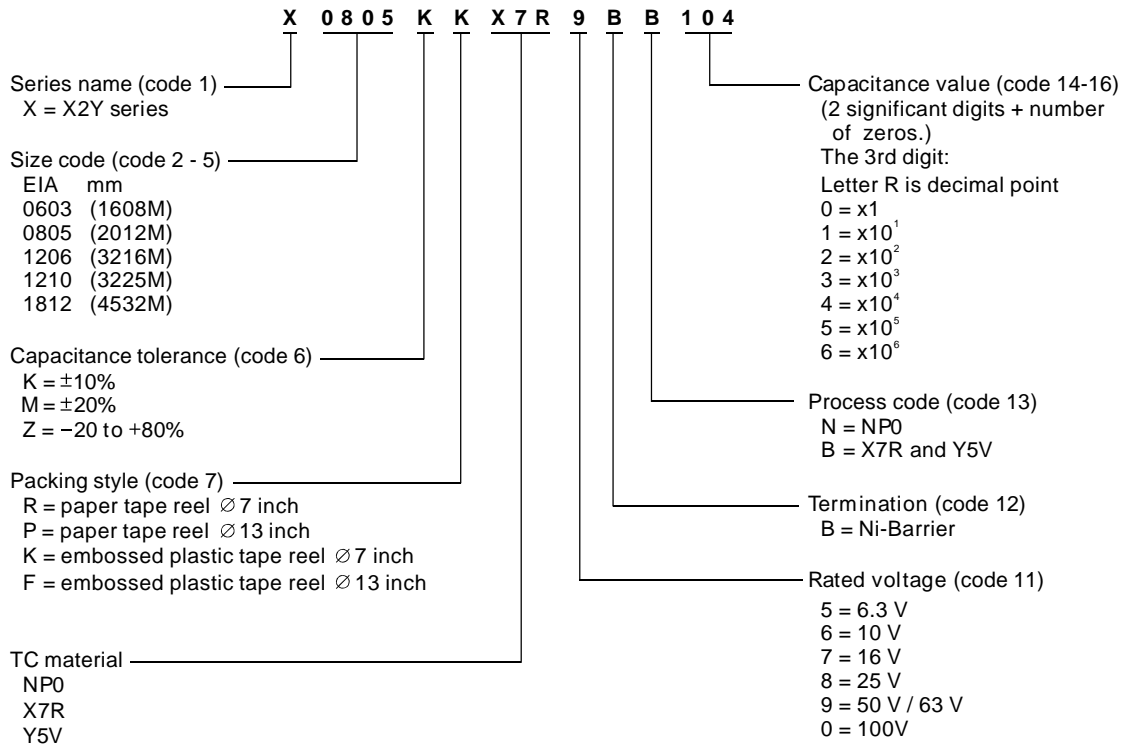 X 0805 K K X7R 9 B B 104
Series name (code 1)
X = X2Y series
Size code (code 2 - 5)
EIA mm
0603 (1608M)
0805 (2012M)
1206 (3216M)
1210 (3225M)
1812 (4532M)
Capacitance tolerance (code 6)
K = ±10%
M = ±20%
Z = −20 to +80%
Packing style (code 7)
R = paper tape reel ∅ 7 inch
P = paper tape reel ∅ 13 inch
K = embossed plastic tape reel ∅ 7 inch
F = embossed plastic tape reel ∅ 13 inch
TC material
NP0
X7R
Y5V
Capacitance value (code 14-16)
(2 significant digits + number
of zeros.)
The 3rd digit:
Letter R is decimal point
0 = x1
1 = x10¹
2 = x10²
3 = x10³
4 = x10⁴
5 = x10⁵
6 = x10⁶
Process code (code 13)
N = NP0
B = X7R and Y5V
Termination (code 12)
B = Ni-Barrier
Rated voltage (code 11)
5 = 6.3 V
6 = 10 V
7 = 16 V
8 = 25 V
9 = 50 V / 63 V
0 = 100V